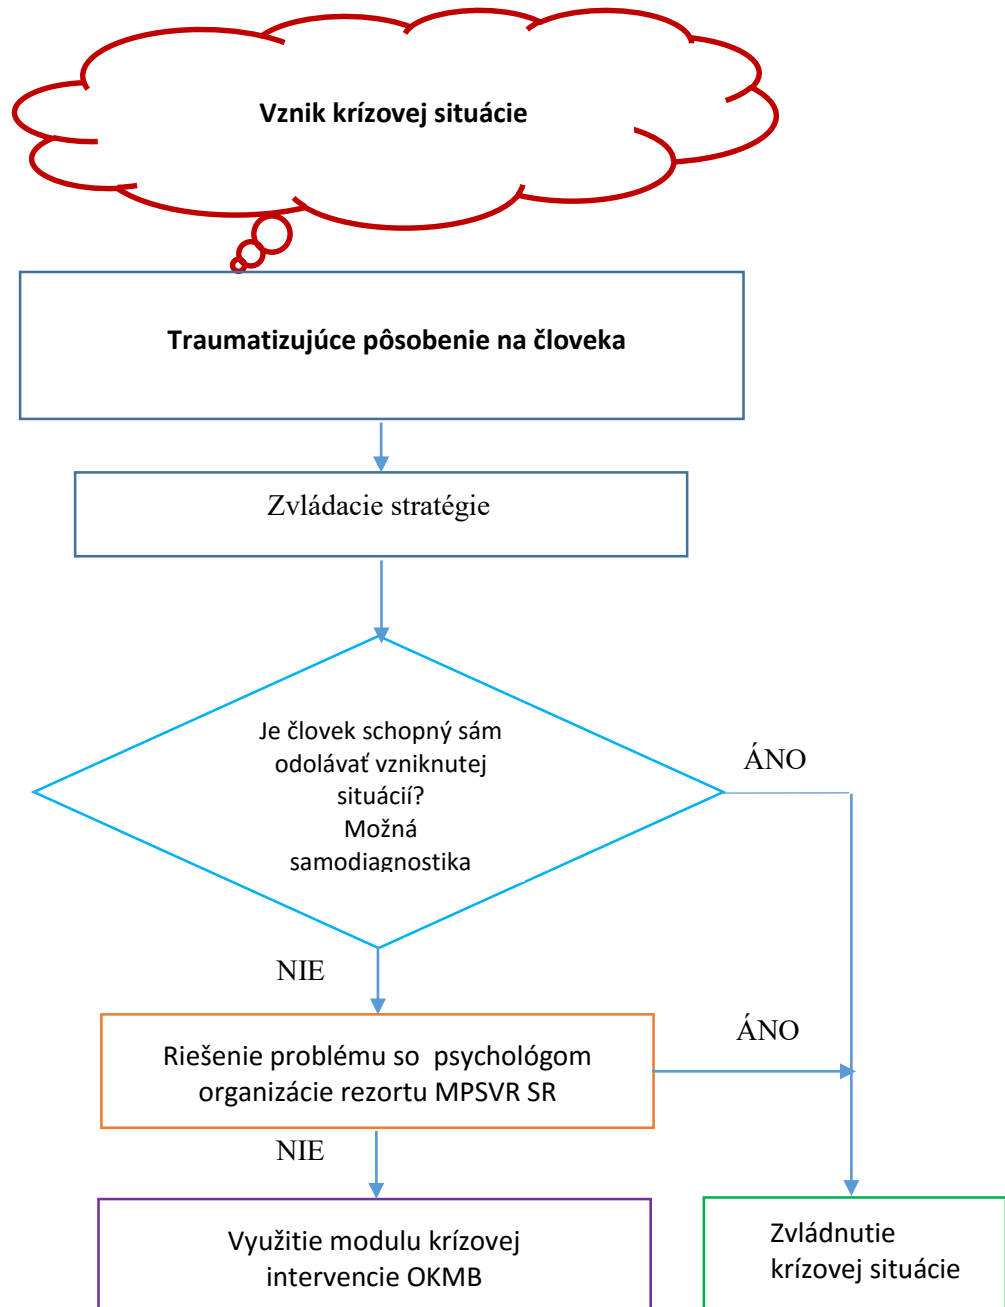 Vznik krízovej situácie
Traumatizujúce pôsobenie na človeka
Zvládacie stratégie
Je človek schopný sám
odolávať vzniknutej
situácií?
Možná
samodiagnostika
ÁNO
NIE
Riešenie problému so psychológom
organizácie rezortu MPSVR SR
ÁNO
NIE
Využitie modulu krízovej
intervencie OKMB
Zvládnutie
krízovej situácie